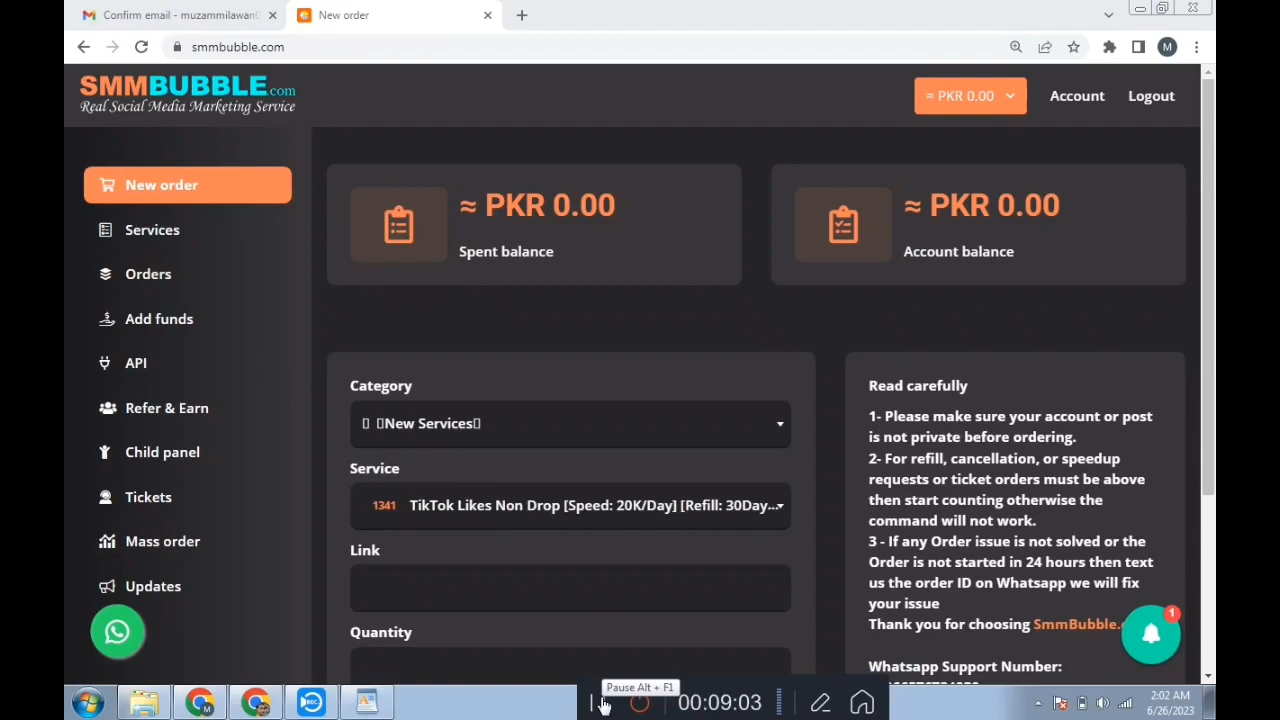 Confirm email - muzammilawan
New order
smmbubble.com
M
SMMBUBBLE.com
Real Social Media Marketing Service
≈ PKR 0.00
Account
Logout
New order
Services
Orders
Add funds
API
Refer & Earn
Child panel
Tickets
Mass order
Updates
≈ PKR 0.00
Spent balance
≈ PKR 0.00
Account balance
Category
New Services
Service
1341 TikTok Likes Non Drop [Speed: 20K/Day] [Refill: 30Day...
Link
Quantity
Read carefully
1- Please make sure your account or post
is not private before ordering.
2- For refill, cancellation, or speedup
requests or ticket orders must be above
then start counting otherwise the
command will not work.
3 - If any Order issue is not solved or the
Order is not started in 24 hours then text
us the order ID on Whatsapp we will fix
your issue
Thank you for choosing SmmBubble.
Whatsapp Support Number:
1
Pause Alt + F1
00:09:03
REC
2:02 AM
6/26/2023